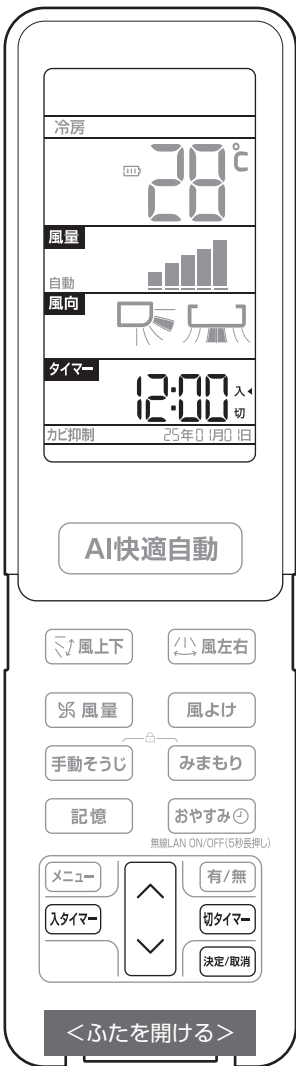 冷房
28℃
風量
自動
風向
タイマー
12:00 入◀
切
カビ抑制 25年01月01日
AI快適自動
風上下 風左右
風量 風よけ
手動そうじ みまもり
記憶 おやすみ
無線LAN ON/OFF(5秒長押し)
メニュー 有/無
入タイマー 切タイマー
決定/取消
＜ふたを開ける＞